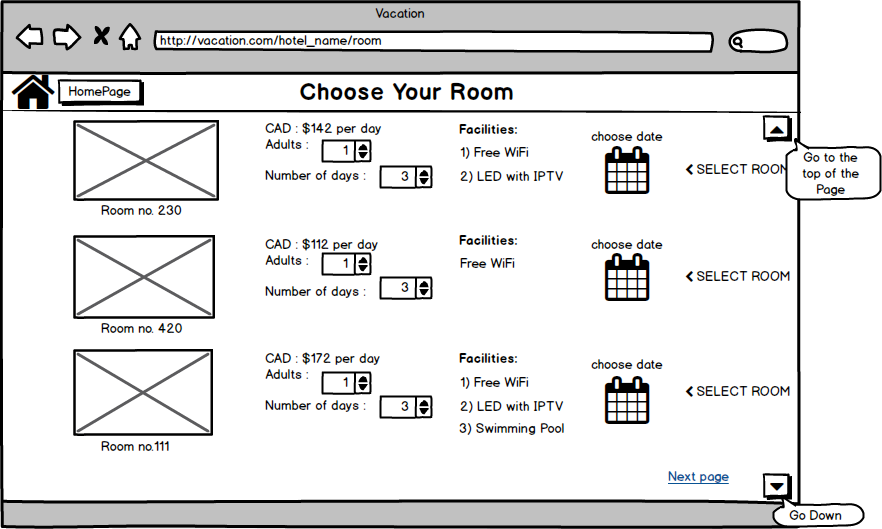 Vacation
http://vacation.com/hotel_name/room
HomePage
Choose Your Room
CAD : $142 per day
Adults :
1
Number of days :
3
Facilities:
1) Free WiFi
2) LED with IPTV
choose date
SELECT ROOM
Go to the
top of the
Page
Room no. 230
CAD : $112 per day
Adults :
1
Number of days :
3
Facilities:
Free WiFi
choose date
SELECT ROOM
Room no. 420
CAD : $172 per day
Adults :
1
Number of days :
3
Facilities:
1) Free WiFi
2) LED with IPTV
3) Swimming Pool
choose date
SELECT ROOM
Room no.111
Next page
Go Down